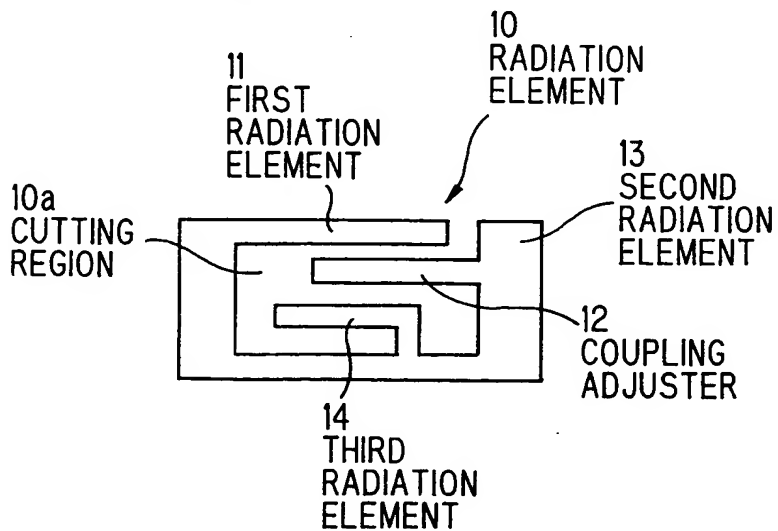 10
RADIATION
ELEMENT
11
FIRST
RADIATION
ELEMENT
13
SECOND
RADIATION
ELEMENT
10a
CUTTING
REGION
12
COUPLING
ADJUSTER
14
THIRD
RADIATION
ELEMENT